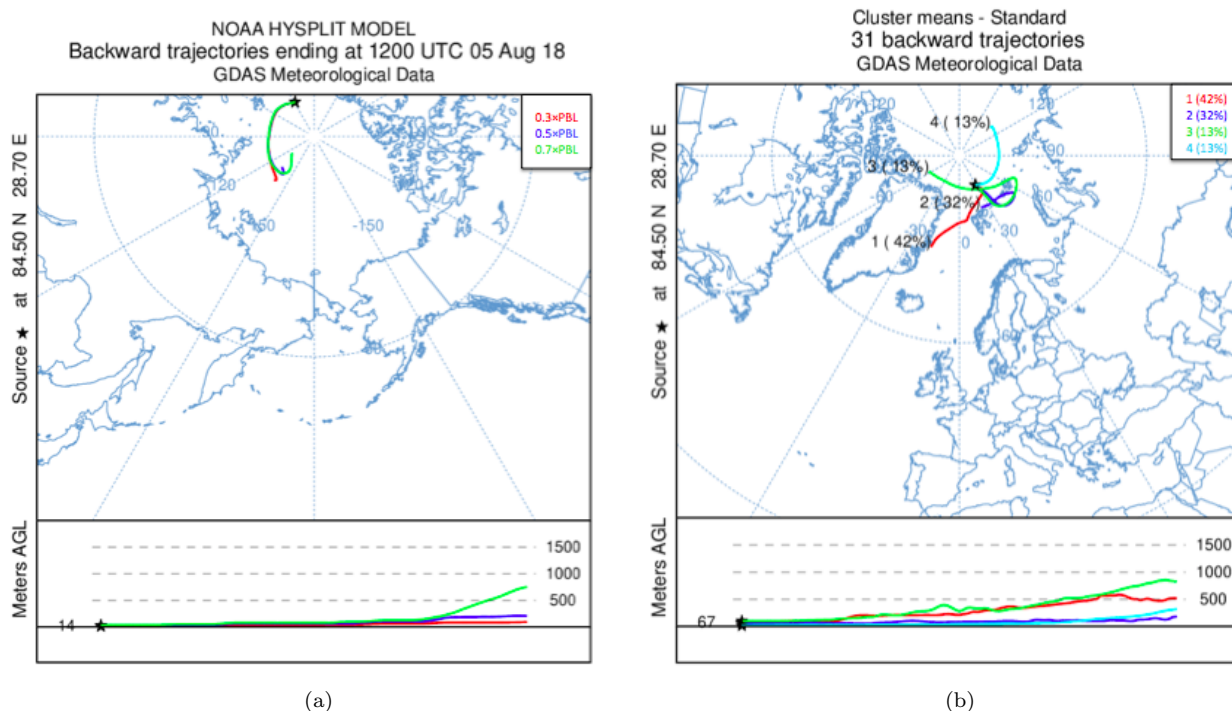 NOAA HYSPLIT MODEL
Backward trajectories ending at 1200 UTC 05 Aug 18
GDAS Meteorological Data
Source ★ at 84.50 N 28.70 E
0.3×PBL
0.5×PBL
0.7×PBL
120
-150
Meters AGL
1500
1000
500
14
(a)
Cluster means - Standard
31 backward trajectories
GDAS Meteorological Data
Source ★ at 84.50 N 28.70 E
1 (42%)
2 (32%)
3 (13%)
4 (13%)
120
120
4 ( 13%)
90
3 ( 13%)
2 ( 32%)
1 ( 42%)
0
30
60
Meters AGL
1500
1000
500
67
(b)